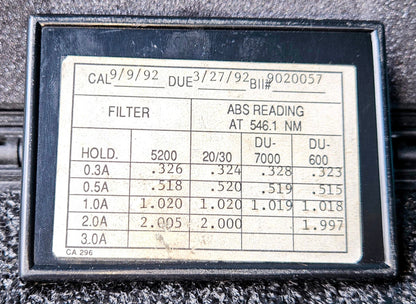 CAL 9/9/92 DUE 3/27/92 BII# 9020057
FILTER ABS READING
AT 546.1 NM
HOLD. 5200 20/30 DU-7000 DU-600
0.3A .326 .324 .328 .323
0.5A .518 .520 .519 .515
1.0A 1.020 1.020 1.019 1.018
2.0A 2.005 2.000 1.997
3.0A
CA 296